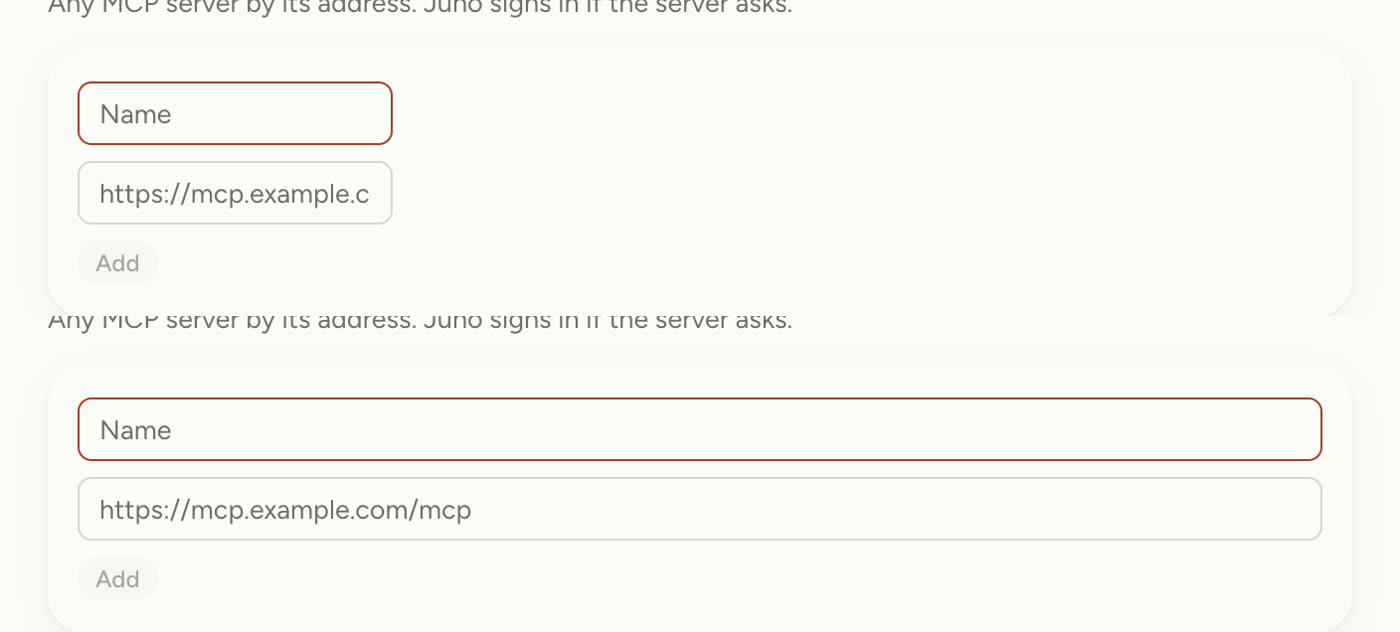 Any MCP server by its address. Juno signs in if the server asks.
Name
https://mcp.example.c
Add
Any MCP server by its address. Juno signs in if the server asks.
Name
https://mcp.example.com/mcp
Add